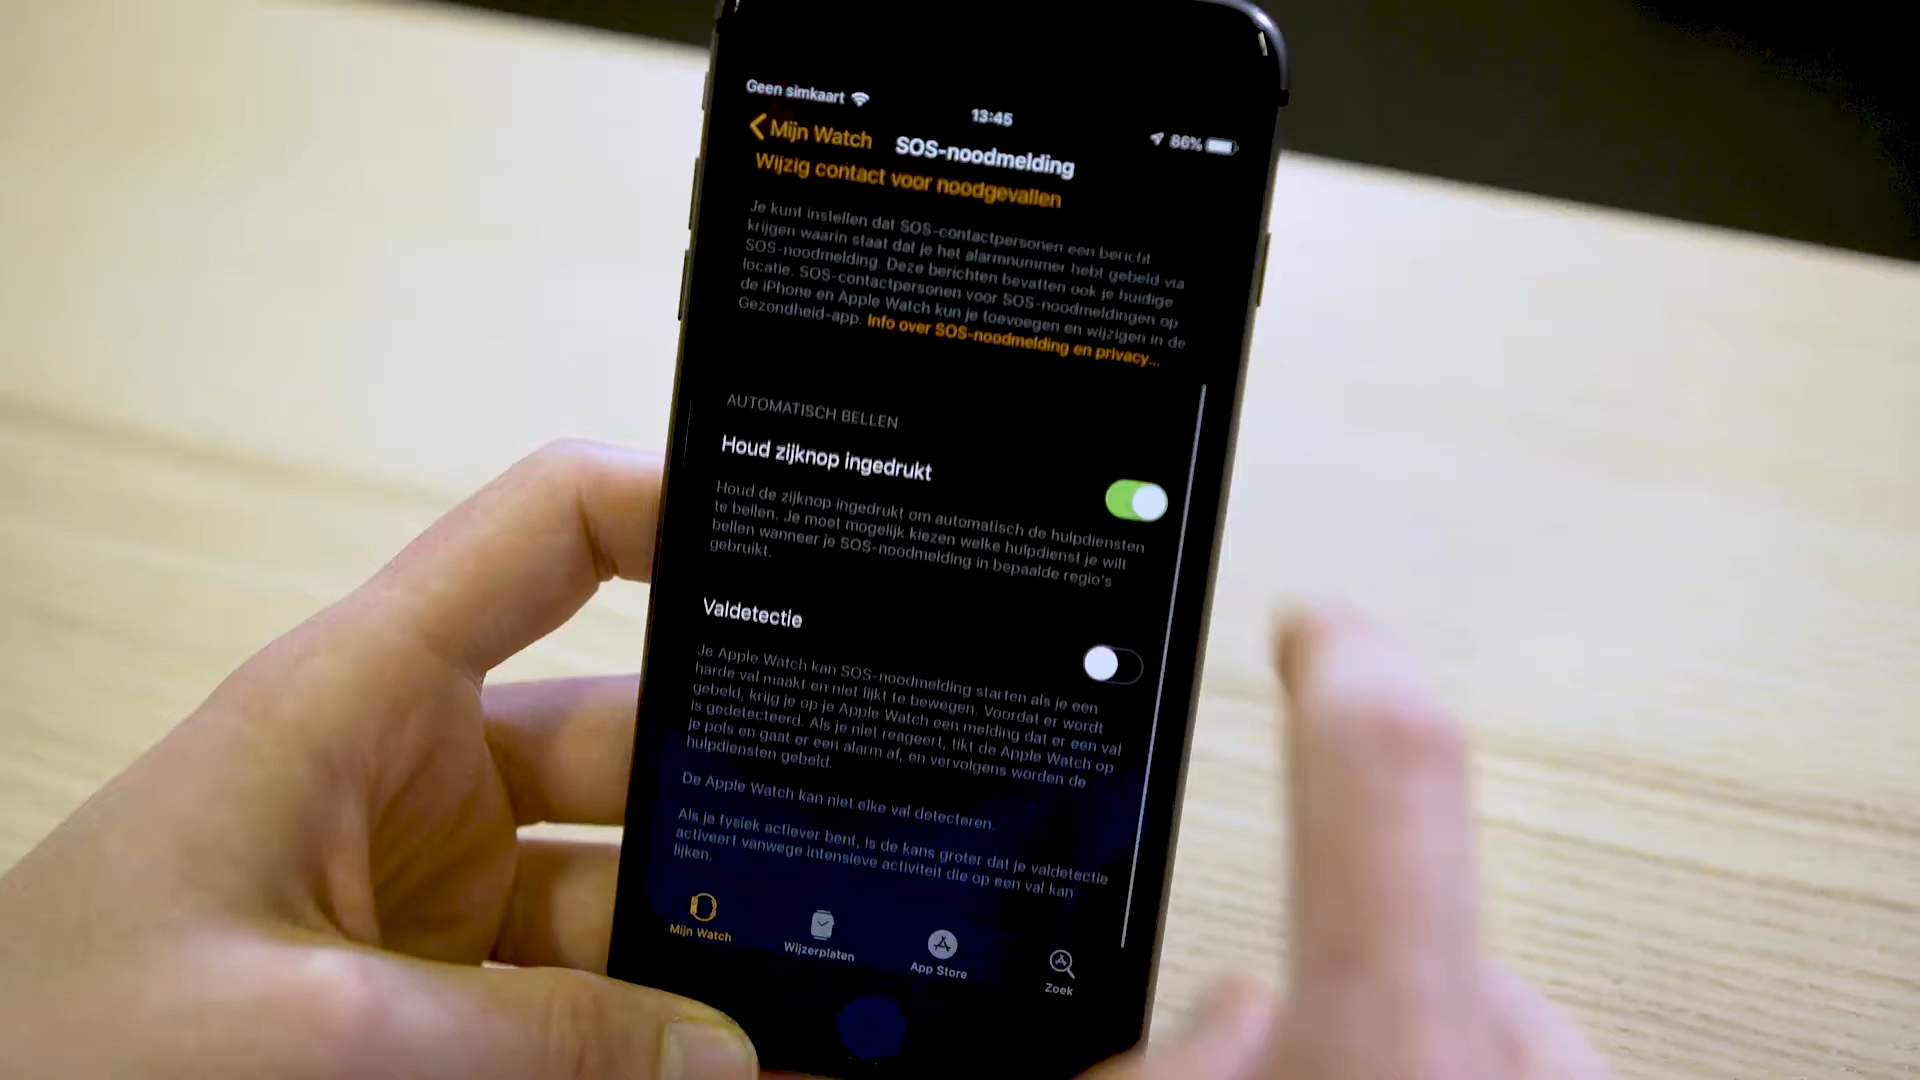 Geen simkaart
13:45
86%
Mijn Watch
SOS-noodmelding
Wijzig contact voor noodgevallen
Je kunt instellen dat SOS-contactpersonen een bericht
krijgen waarin staat dat je het alarmnummer hebt gebeld via
SOS-noodmelding. Deze berichten bevatten ook je huidige
locatie. SOS-contactpersonen voor SOS-noodmeldingen op
de iPhone en Apple Watch kun je toevoegen en wijzigen in de
Gezondheid-app. Info over SOS-noodmelding en privacy...
AUTOMATISCH BELLEN
Houd zijknop ingedrukt
Houd de zijknop ingedrukt om automatisch de hulpdiensten
te bellen. Je moet mogelijk kiezen welke hulpdienst je wilt
bellen wanneer je SOS-noodmelding in bepaalde regio's
gebruikt.
Valdetectie
Je Apple Watch kan SOS-noodmelding starten als je een
harde val maakt en niet lijkt te bewegen. Voordat er wordt
gebeld, krijg je op je Apple Watch een melding dat er een val
is gedetecteerd. Als je niet reageert, tikt de Apple Watch op
je pols en gaat er een alarm af, en vervolgens worden de
hulpdiensten gebeld.
De Apple Watch kan niet elke val detecteren.
Als je fysiek actiever bent, is de kans groter dat je valdetectie
activeert vanwege intensieve activiteit die op een val kan
lijken.
Mijn Watch
Wijzerplaten
App Store
Zoek